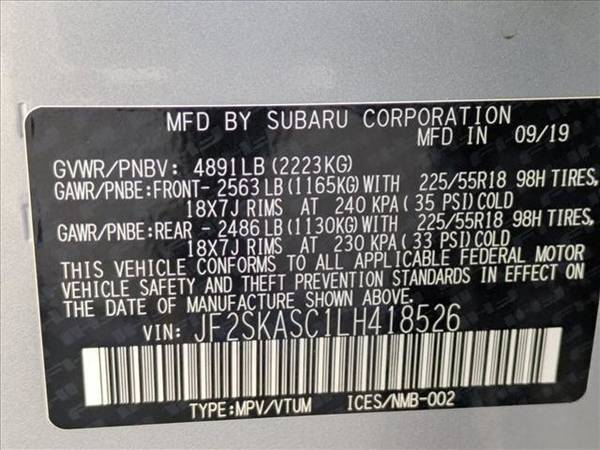 MFD BY SUBARU CORPORATION
MFD IN 09/19
GVWR/PNBV: 4891LB (2223KG)
GAWR/PNBE:FRONT- 2563 LB (1165KG) WITH 225/55R18 98H TIRES,
18X7J RIMS AT 240 KPA (35 PSI) COLD
GAWR/PNBE:REAR - 2486 LB (1130KG) WITH 225/55R18 98H TIRES,
18X7J RIMS AT 230 KPA (33 PSI) COLD
THIS VEHICLE CONFORMS TO ALL APPLICABLE FEDERAL MOTOR
VEHICLE SAFETY AND THEFT PREVENTION STANDARDS IN EFFECT ON
THE DATE OF MANUFACTURE SHOWN ABOVE.
VIN: JF2SKASC1LH418526
TYPE:MPV/VTUM ICES/NMB-002